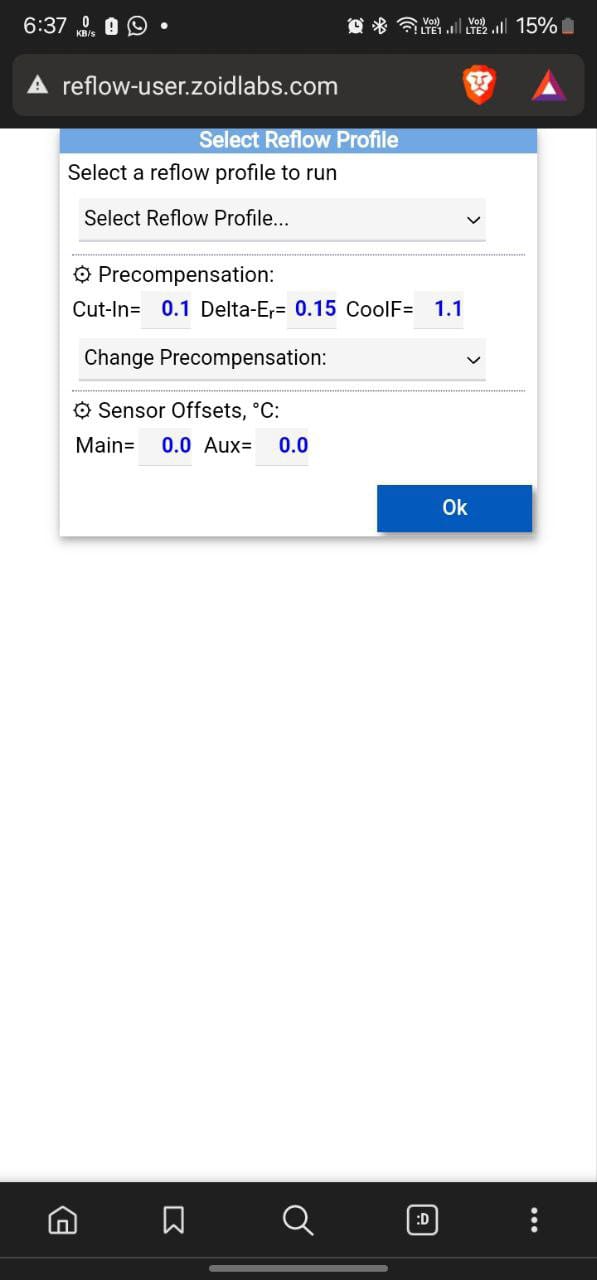 6:37 0 KB/s Vo)) LTE1 Vo)) LTE2 15%
reflow-user.zoidlabs.com
Select Reflow Profile
Select a reflow profile to run
Select Reflow Profile...
Precompensation:
Cut-In= 0.1 Delta-Er= 0.15 CoolF= 1.1
Change Precompensation:
Sensor Offsets, °C:
Main= 0.0 Aux= 0.0
Ok
:D